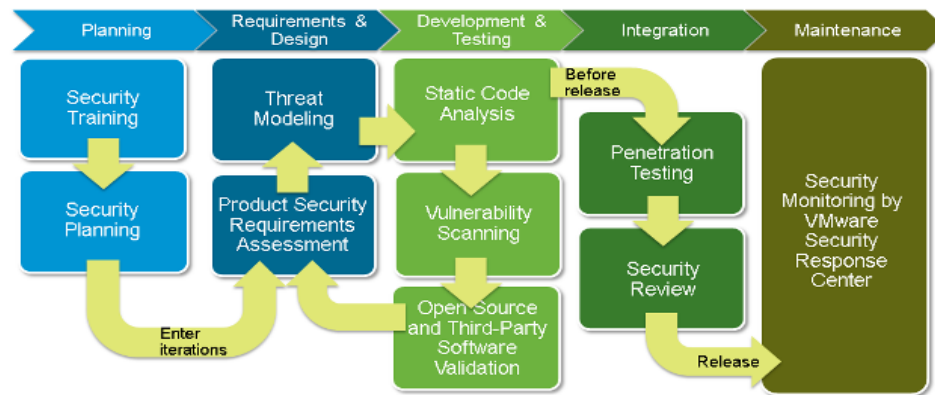 Planning
Requirements &
Design
Development &
Testing
Integration
Maintenance
Security
Training
Security
Planning
Enter
iterations
Threat
Modeling
Product Security
Requirements
Assessment
Static Code
Analysis
Vulnerability
Scanning
Open Source
and Third-Party
Software
Validation
Before
release
Penetration
Testing
Security
Review
Release
Security
Monitoring by
VMware
Security
Response
Center